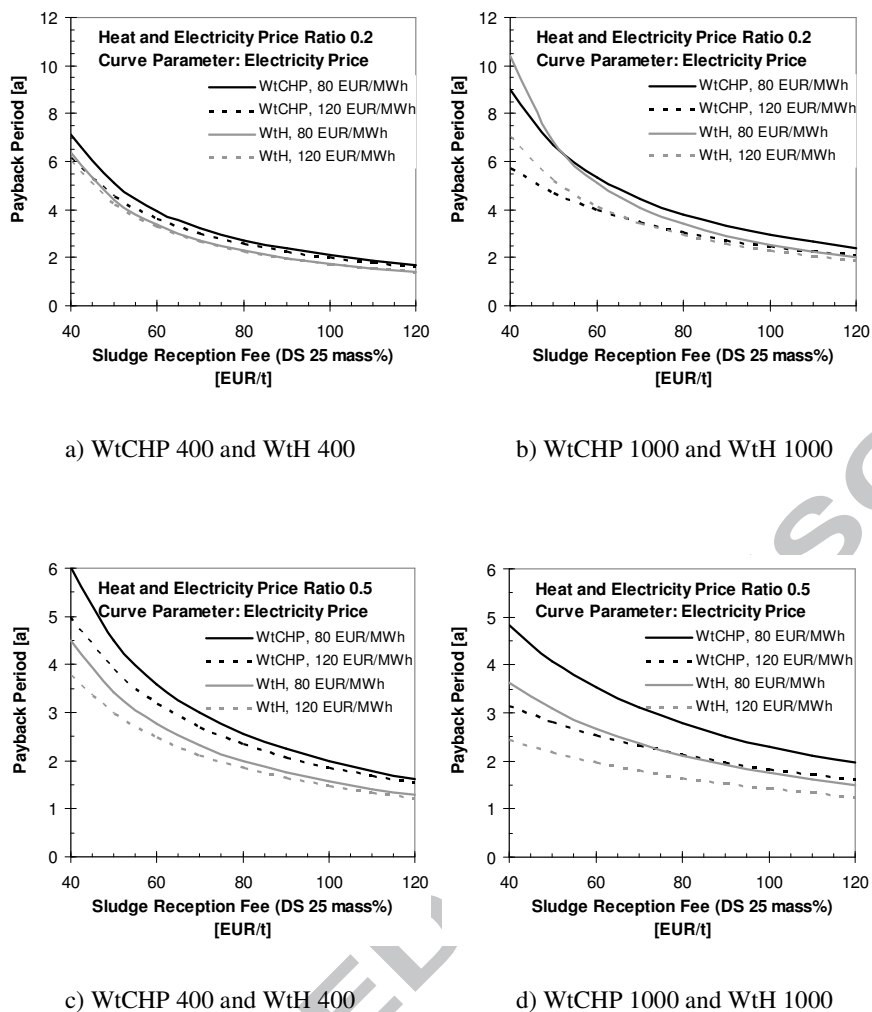 12
10
8
6
4
2
0
Payback Period [a]
Heat and Electricity Price Ratio 0.2
Curve Parameter: Electricity Price
WtCHP, 80 EUR/MWh
WtCHP, 120 EUR/MWh
WtH, 80 EUR/MWh
WtH, 120 EUR/MWh
40 60 80 100 120
Sludge Reception Fee (DS 25 mass%)
[EUR/t]
a) WtCHP 400 and WtH 400
12
10
8
6
4
2
0
Payback Period [a]
Heat and Electricity Price Ratio 0.2
Curve Parameter: Electricity Price
WtCHP, 80 EUR/MWh
WtCHP, 120 EUR/MWh
WtH, 80 EUR/MWh
WtH, 120 EUR/MWh
40 60 80 100 120
Sludge Reception Fee (DS 25 mass%)
[EUR/t]
b) WtCHP 1000 and WtH 1000
6
5
4
3
2
1
0
Payback Period [a]
Heat and Electricity Price Ratio 0.5
Curve Parameter: Electricity Price
WtCHP, 80 EUR/MWh
WtCHP, 120 EUR/MWh
WtH, 80 EUR/MWh
WtH, 120 EUR/MWh
40 60 80 100 120
Sludge Reception Fee (DS 25 mass%)
[EUR/t]
c) WtCHP 400 and WtH 400
6
5
4
3
2
1
0
Payback Period [a]
Heat and Electricity Price Ratio 0.5
Curve Parameter: Electricity Price
WtCHP, 80 EUR/MWh
WtCHP, 120 EUR/MWh
WtH, 80 EUR/MWh
WtH, 120 EUR/MWh
40 60 80 100 120
Sludge Reception Fee (DS 25 mass%)
[EUR/t]
d) WtCHP 1000 and WtH 1000